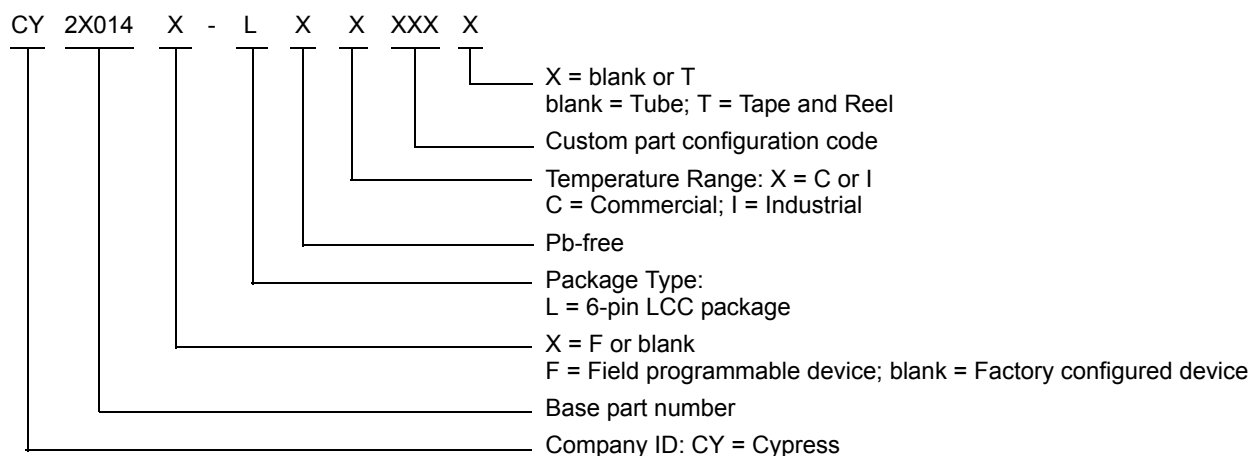 CY 2X014 X - L X X XXX X
X = blank or T
blank = Tube; T = Tape and Reel
Custom part configuration code
Temperature Range: X = C or I
C = Commercial; I = Industrial
Pb-free
Package Type:
L = 6-pin LCC package
X = F or blank
F = Field programmable device; blank = Factory configured device
Base part number
Company ID: CY = Cypress